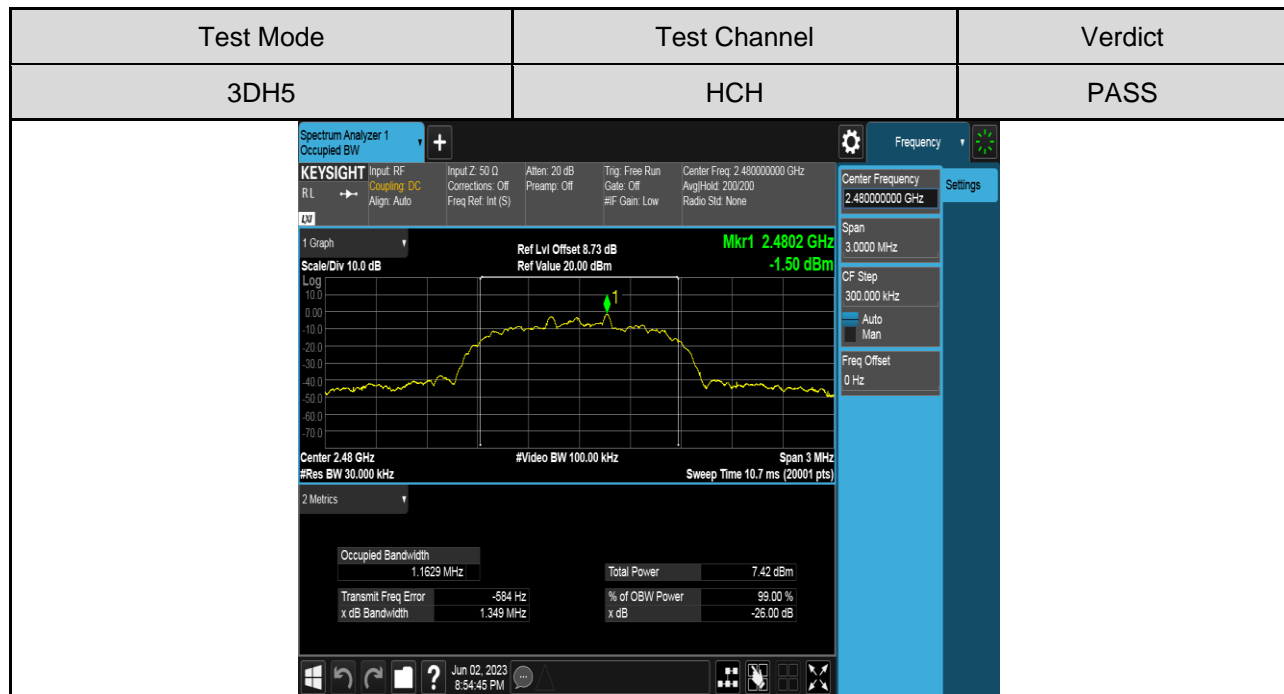 Test Mode Test Channel Verdict
3DH5 HCH PASS
Spectrum Analyzer 1
Occupied BW
+
Frequency
KEYSIGHT Input: RF Input Z: 50 Ω Atten: 20 dB Trig: Free Run Center Freq: 2.480000000 GHz
RL Coupling: DC Corrections: Off Preamp: Off Gate: Off Avg|Hold: 200/200
Align: Auto Freq Ref: Int (S) #IF Gain: Low Radio Std: None
LXI
Center Frequency
2.480000000 GHz
Settings
Span
3.0000 MHz
CF Step
300.000 kHz
Auto
Man
Freq Offset
0 Hz
1 Graph Ref Lvl Offset 8.73 dB Mkr1 2.4802 GHz
Scale/Div 10.0 dB Ref Value 20.00 dBm -1.50 dBm
Log
10.0
1
0.00
-10.0
-20.0
-30.0
-40.0
-50.0
-60.0
-70.0
Center 2.48 GHz #Video BW 100.00 kHz Span 3 MHz
#Res BW 30.000 kHz Sweep Time 10.7 ms (20001 pts)
2 Metrics
Occupied Bandwidth
1.1629 MHz Total Power 7.42 dBm
Transmit Freq Error -584 Hz % of OBW Power 99.00 %
x dB Bandwidth 1.349 MHz x dB -26.00 dB
? Jun 02, 2023
8:54:45 PM